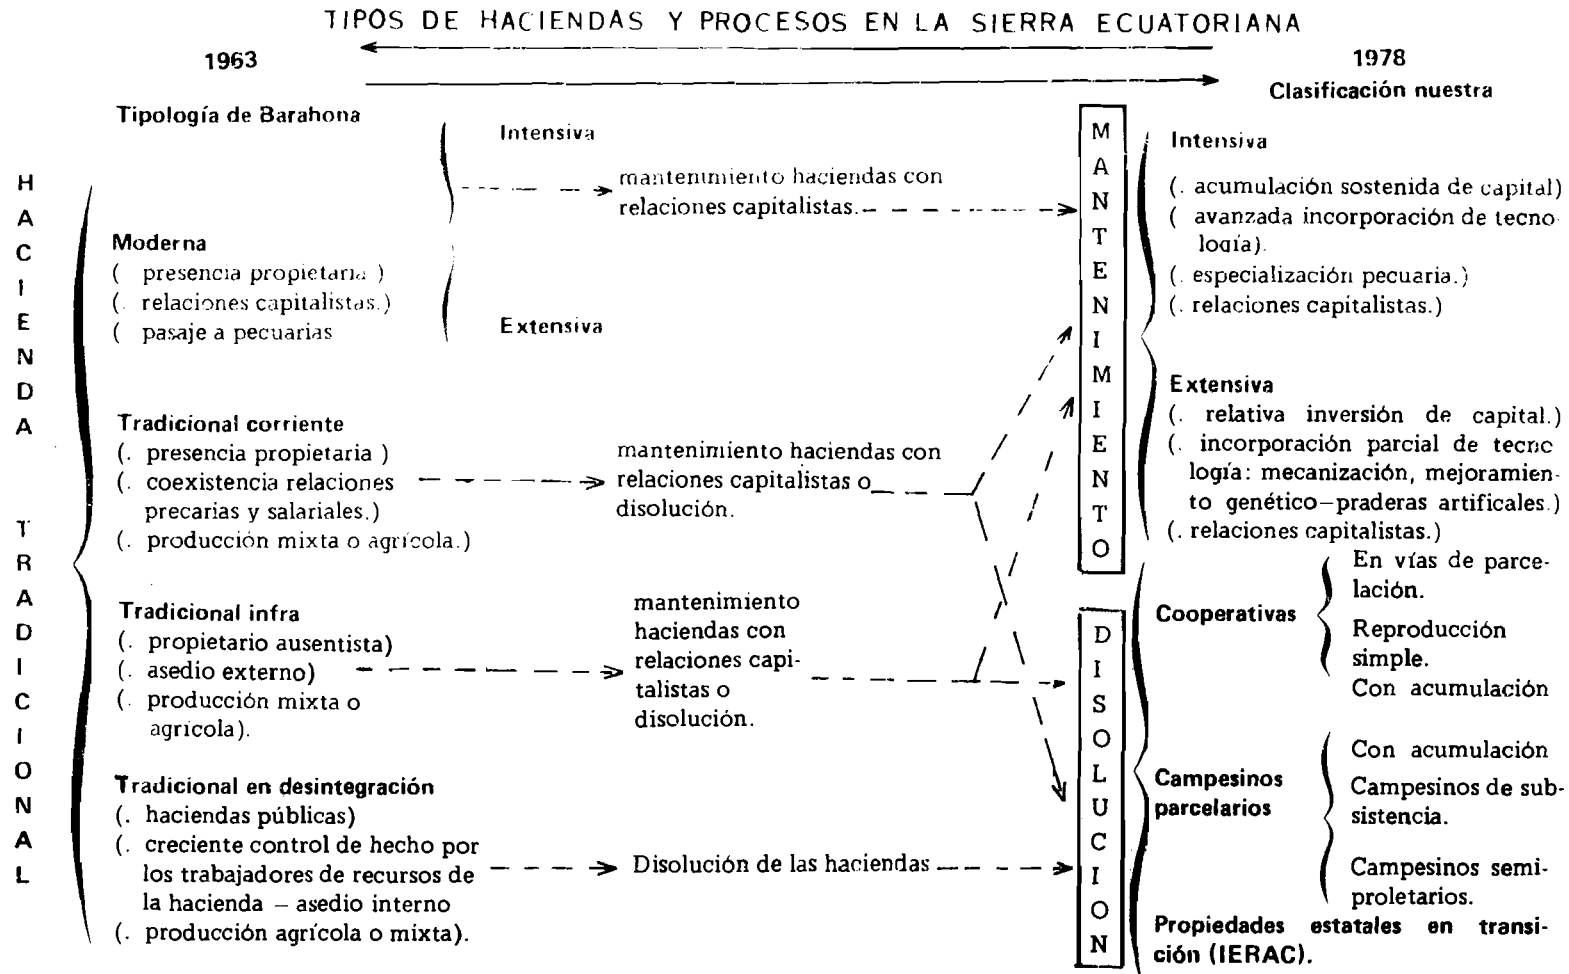 TIPOS DE HACIENDAS Y PROCESOS EN LA SIERRA ECUATORIANA
1963
1978
Clasificación nuestra
Tipología de Barahona
HACIENDA TRADICIONAL
Moderna
( presencia propietaria )
(. relaciones capitalistas.)
( pasaje a pecuarias
Intensiva
Extensiva
mantenimiento haciendas con
relaciones capitalistas.
Tradicional corriente
(. presencia propietaria )
(. coexistencia relaciones
precarias y salariales.)
(. producción mixta o agrícola.)
mantenimiento haciendas con
relaciones capitalistas o
disolución.
Tradicional infra
(. propietario ausentista)
(. asedio externo)
(. producción mixta o
agrícola).
mantenimiento
haciendas con
relaciones capi-
talistas o
disolución.
Tradicional en desintegración
(. haciendas públicas)
(. creciente control de hecho por
los trabajadores de recursos de
la hacienda – asedio interno
(. producción agrícola o mixta).
Disolución de las haciendas
MANTENIMIENTO
DISOLUCION
Intensiva
(. acumulación sostenida de capital)
( avanzada incorporación de tecno-
logía).
(. especialización pecuaria.)
(. relaciones capitalistas.)
Extensiva
(. relativa inversión de capital.)
(. incorporación parcial de tecno
logía: mecanización, mejoramien-
to genético–praderas artificales.)
(. relaciones capitalistas.)
Cooperativas
En vías de parce-
lación.
Reproducción
simple.
Con acumulación
Campesinos
parcelarios
Con acumulación
Campesinos de sub-
sistencia.
Campesinos semi-
proletarios.
Propiedades estatales en transi-
ción (IERAC).